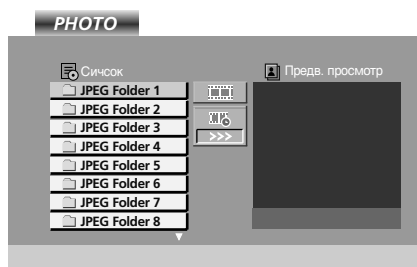 PHOTO
Сичсок
Предв. просмотр
JPEG Folder 1
JPEG Folder 2
JPEG Folder 3
>>>
JPEG Folder 4
JPEG Folder 5
JPEG Folder 6
JPEG Folder 7
JPEG Folder 8